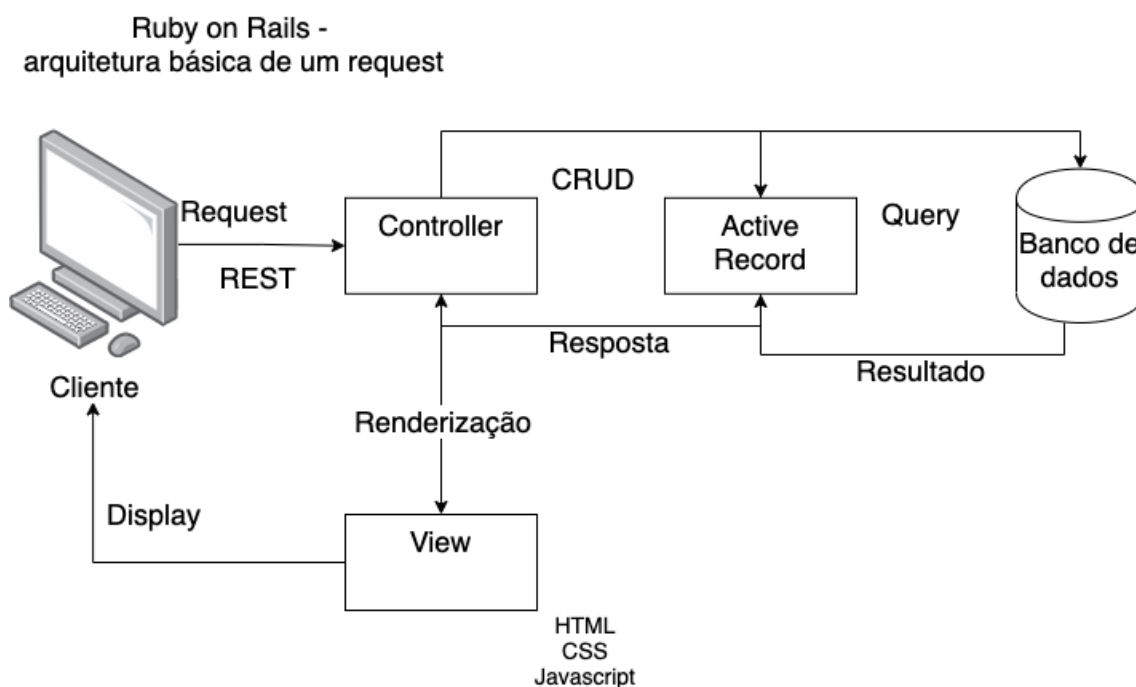 Ruby on Rails -
arquitetura básica de um request
CRUD
Request
Controller
Active
Record
Query
Banco de
dados
REST
Resposta
Resultado
Cliente
Renderização
Display
View
HTML
CSS
Javascript